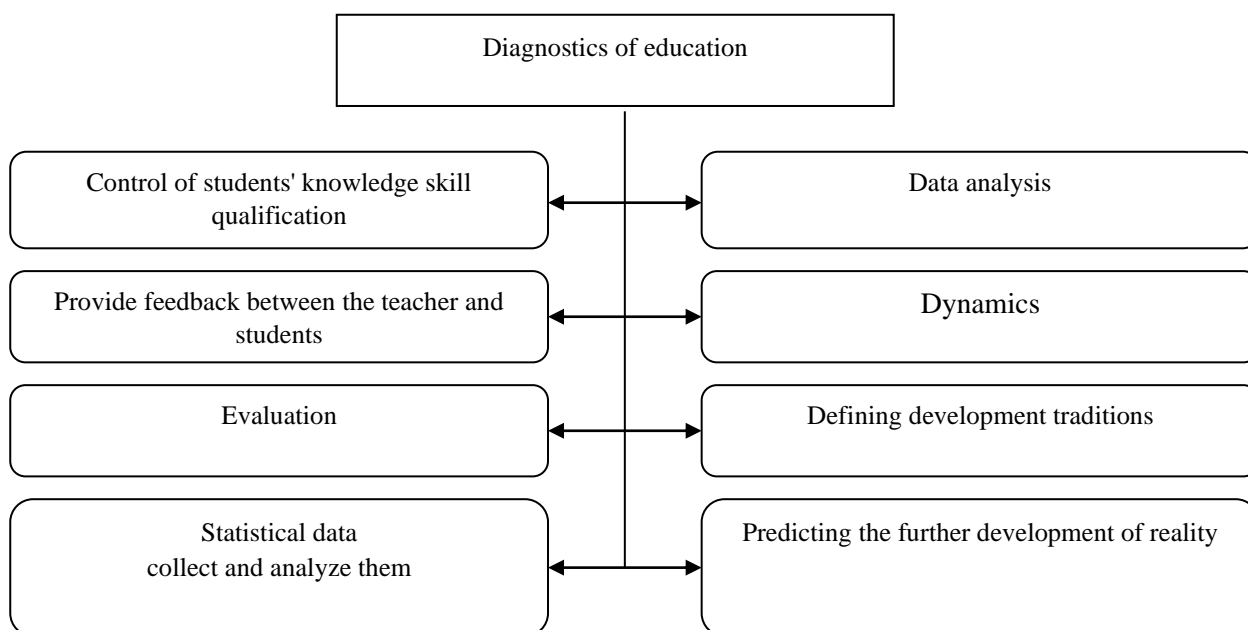 Diagnostics of education
Control of students' knowledge skill
qualification
Data analysis
Provide feedback between the teacher and
students
Dynamics
Evaluation
Defining development traditions
Statistical data
collect and analyze them
Predicting the further development of reality